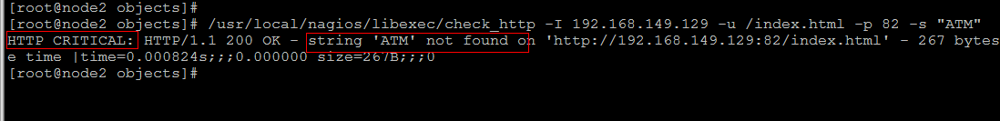 [root@node2 objects]#
[root@node2 objects]# /usr/local/nagios/libexec/check_http -I 192.168.149.129 -u /index.html -p 82 -s "ATM"
HTTP CRITICAL: HTTP/1.1 200 OK - string 'ATM' not found on 'http://192.168.149.129:82/index.html' - 267 bytes
e time |time=0.000824s;;;0.000000 size=267B;;;0
[root@node2 objects]#